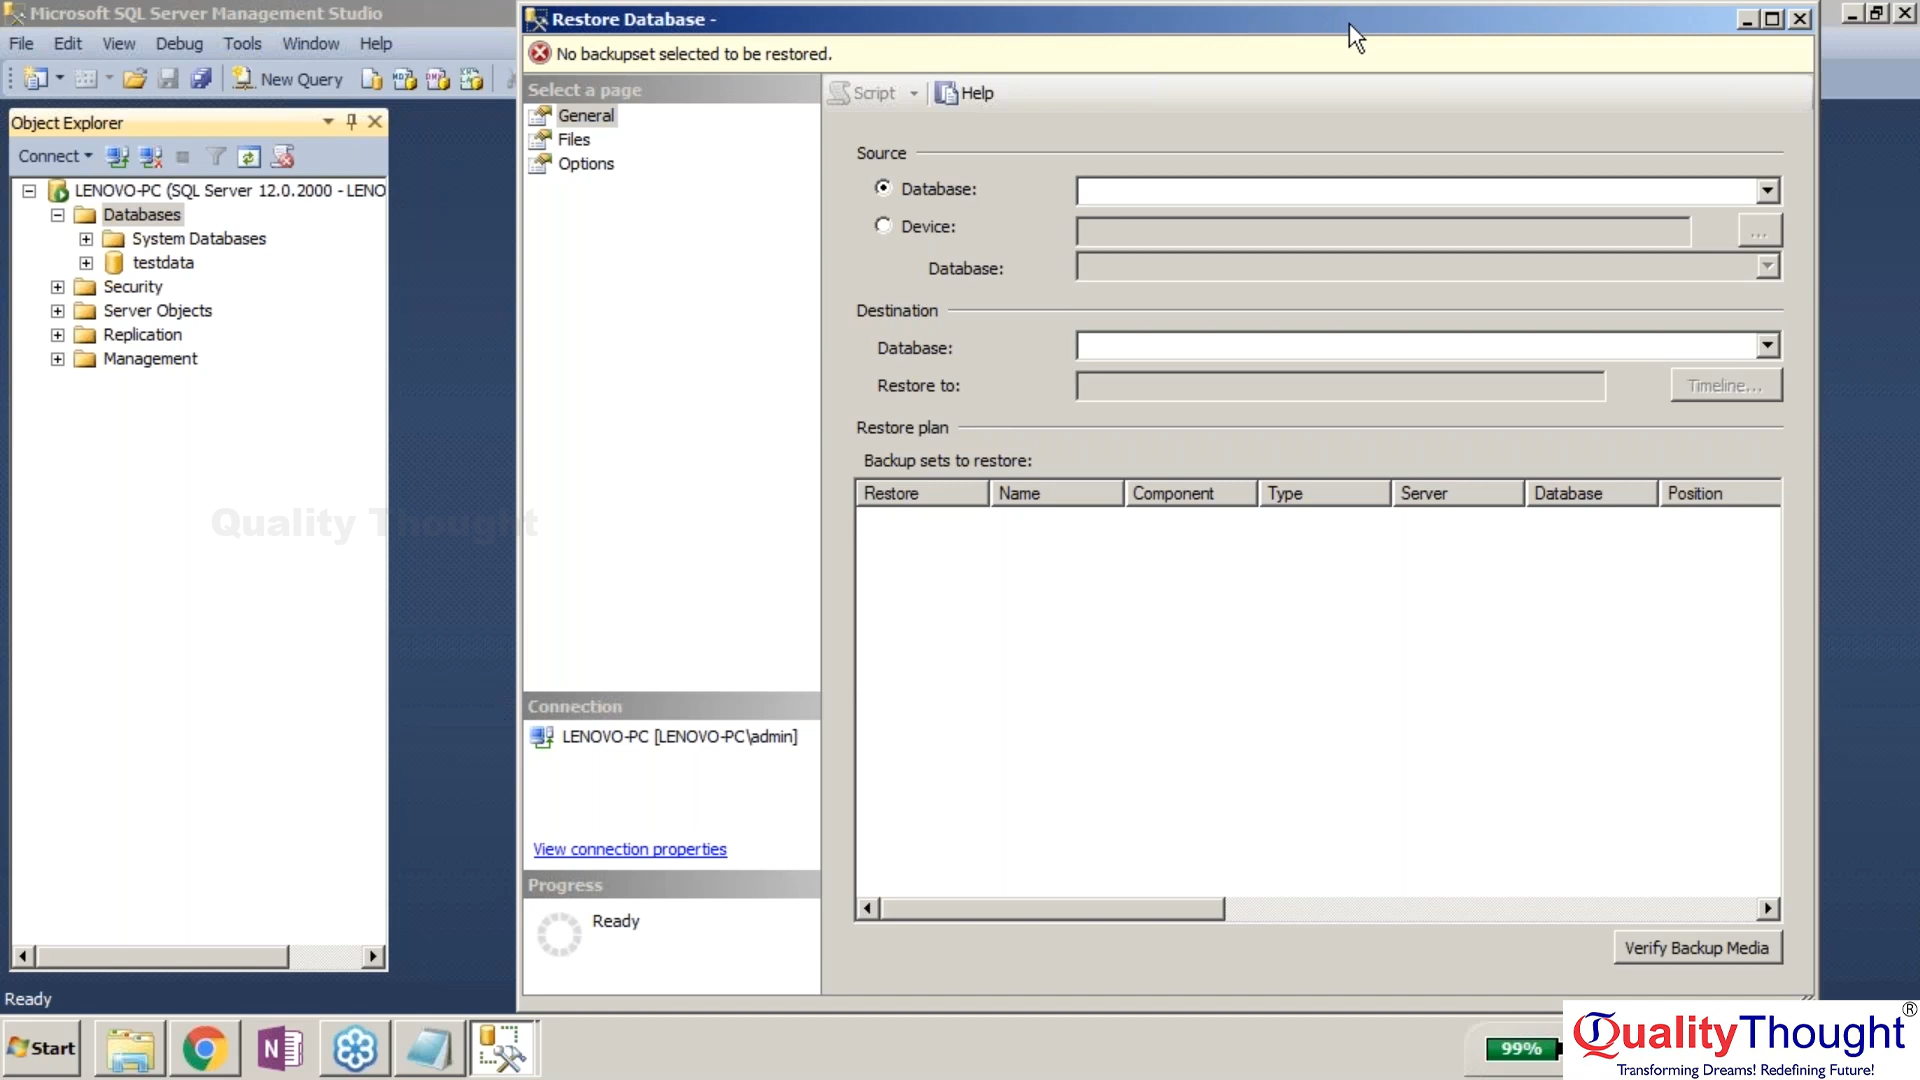 Microsoft SQL Server Management Studio
File Edit View Debug Tools Window Help
New Query
Object Explorer
Connect
LENOVO-PC (SQL Server 12.0.2000 - LENO
Databases
System Databases
testdata
Security
Server Objects
Replication
Management
Quality Thought
Ready
Restore Database -
No backupset selected to be restored.
Select a page
General
Files
Options
Connection
LENOVO-PC [LENOVO-PC\admin]
View connection properties
Progress
Ready
Script Help
Source
Database:
Device:
...
Database:
Destination
Database:
Restore to:
Timeline...
Restore plan
Backup sets to restore:
Restore Name Component Type Server Database Position
Verify Backup Media
Start
99%
QualityThought®
Transforming Dreams! Redefining Future!